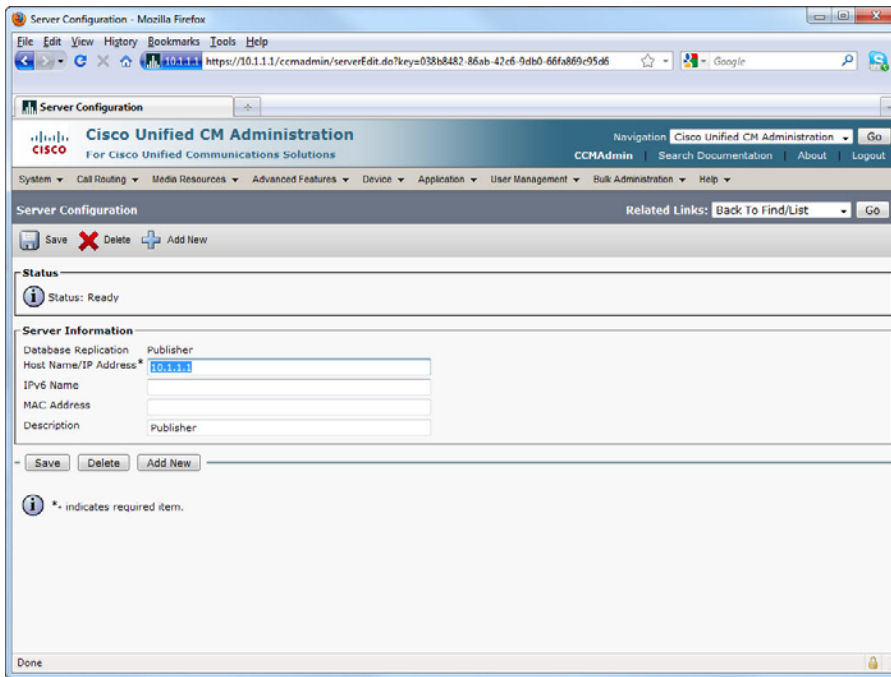 Server Configuration - Mozilla Firefox
File Edit View History Bookmarks Tools Help
10.1.1.1 https://10.1.1.1/ccmadmin/serverEdit.do?key=038b8482-86ab-42c6-9db0-66fa869c95d6 Google
Server Configuration
cisco Cisco Unified CM Administration Navigation Cisco Unified CM Administration Go
For Cisco Unified Communications Solutions CCMAdmin Search Documentation About Logout
System Call Routing Media Resources Advanced Features Device Application User Management Bulk Administration Help
Server Configuration Related Links: Back To Find/List Go
Save Delete Add New
Status
Status: Ready
Server Information
Database Replication Publisher
Host Name/IP Address* 10.1.1.1
IPv6 Name
MAC Address
Description Publisher
Save Delete Add New
*- indicates required item.
Done